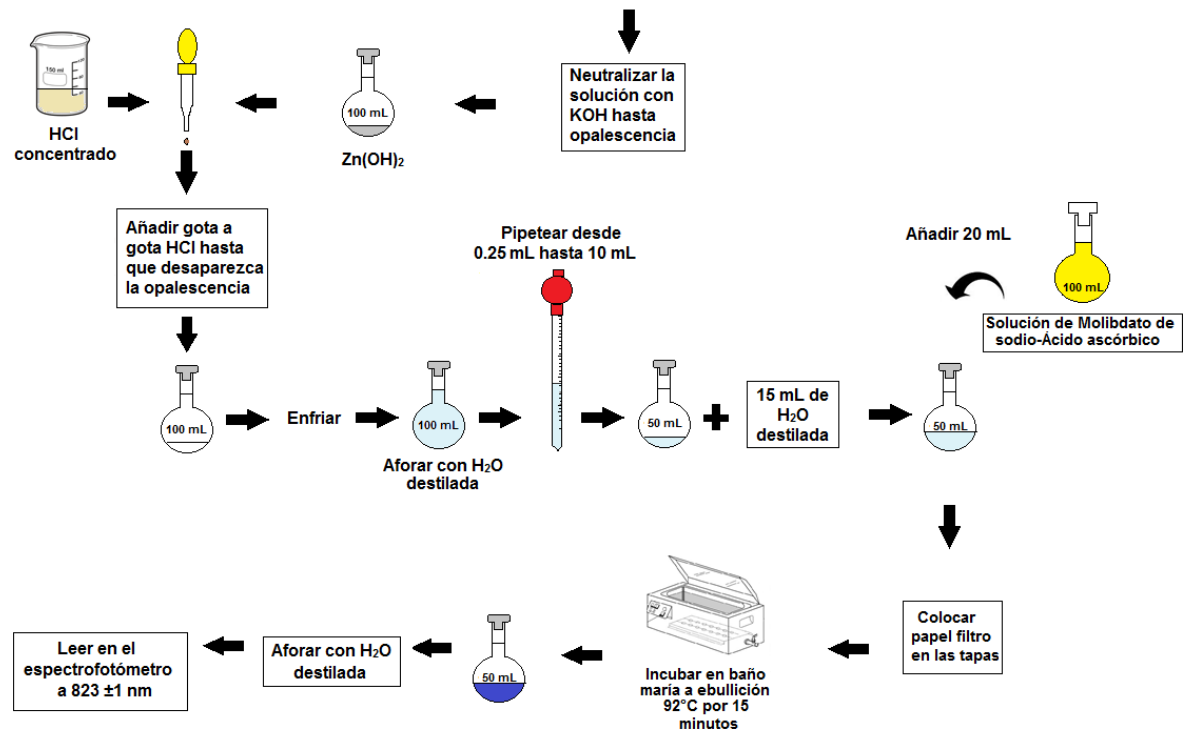 Neutralizar la
solución con
KOH hasta
opalescencia
100 mL
Zn(OH)₂
150 ml
HCl
concentrado
Añadir gota a
gota HCl hasta
que desaparezca
la opalescencia
100 mL
Enfriar
100 mL
Aforar con H₂O
destilada
Pipetear desde
0.25 mL hasta 10 mL
50 mL
15 mL de
H₂O
destilada
50 mL
Añadir 20 mL
100 mL
Solución de Molibdato de
sodio-Ácido ascórbico
Colocar
papel filtro
en las tapas
Incubar en baño
maría a ebullición
92°C por 15
minutos
50 mL
Aforar con H₂O
destilada
Leer en el
espectrofotómetro
a 823 ±1 nm